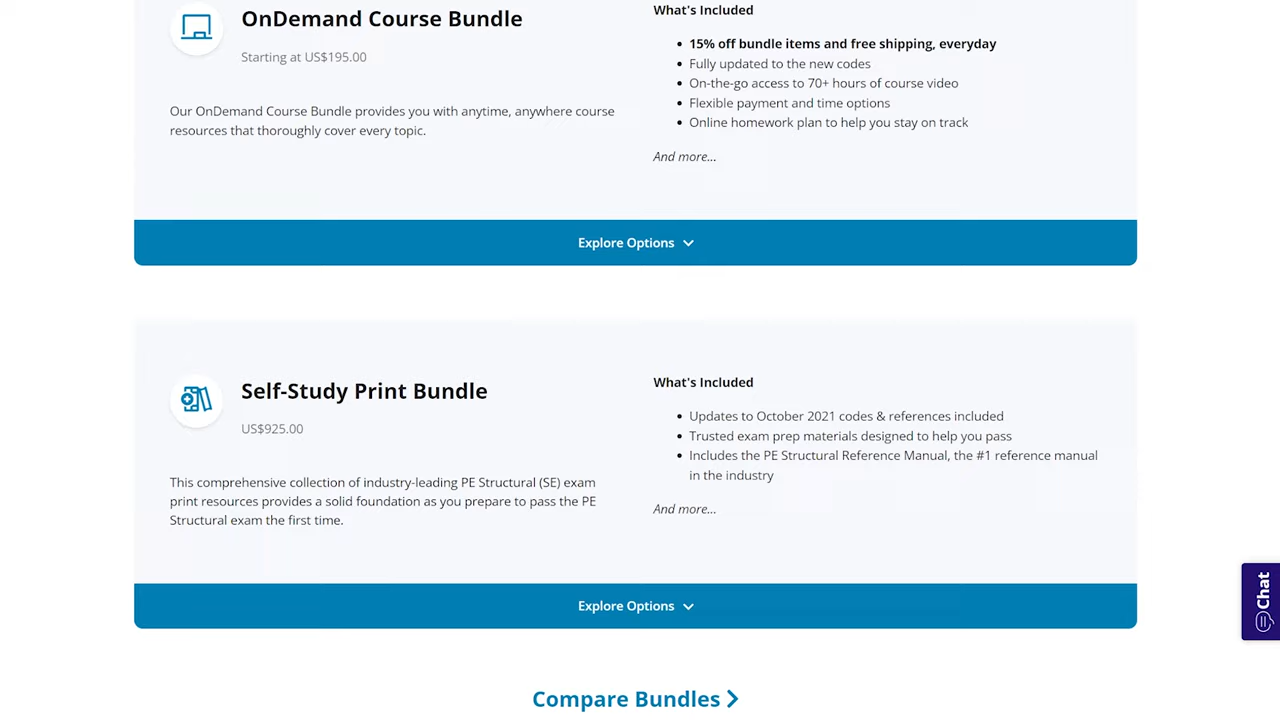 OnDemand Course Bundle
Starting at US$195.00
Our OnDemand Course Bundle provides you with anytime, anywhere course
resources that thoroughly cover every topic.
What's Included
• 15% off bundle items and free shipping, everyday
• Fully updated to the new codes
• On-the-go access to 70+ hours of course video
• Flexible payment and time options
• Online homework plan to help you stay on track
And more...
Explore Options
Self-Study Print Bundle
US$925.00
This comprehensive collection of industry-leading PE Structural (SE) exam
print resources provides a solid foundation as you prepare to pass the PE
Structural exam the first time.
What's Included
• Updates to October 2021 codes & references included
• Trusted exam prep materials designed to help you pass
• Includes the PE Structural Reference Manual, the #1 reference manual
in the industry
And more...
Explore Options
Chat
Compare Bundles